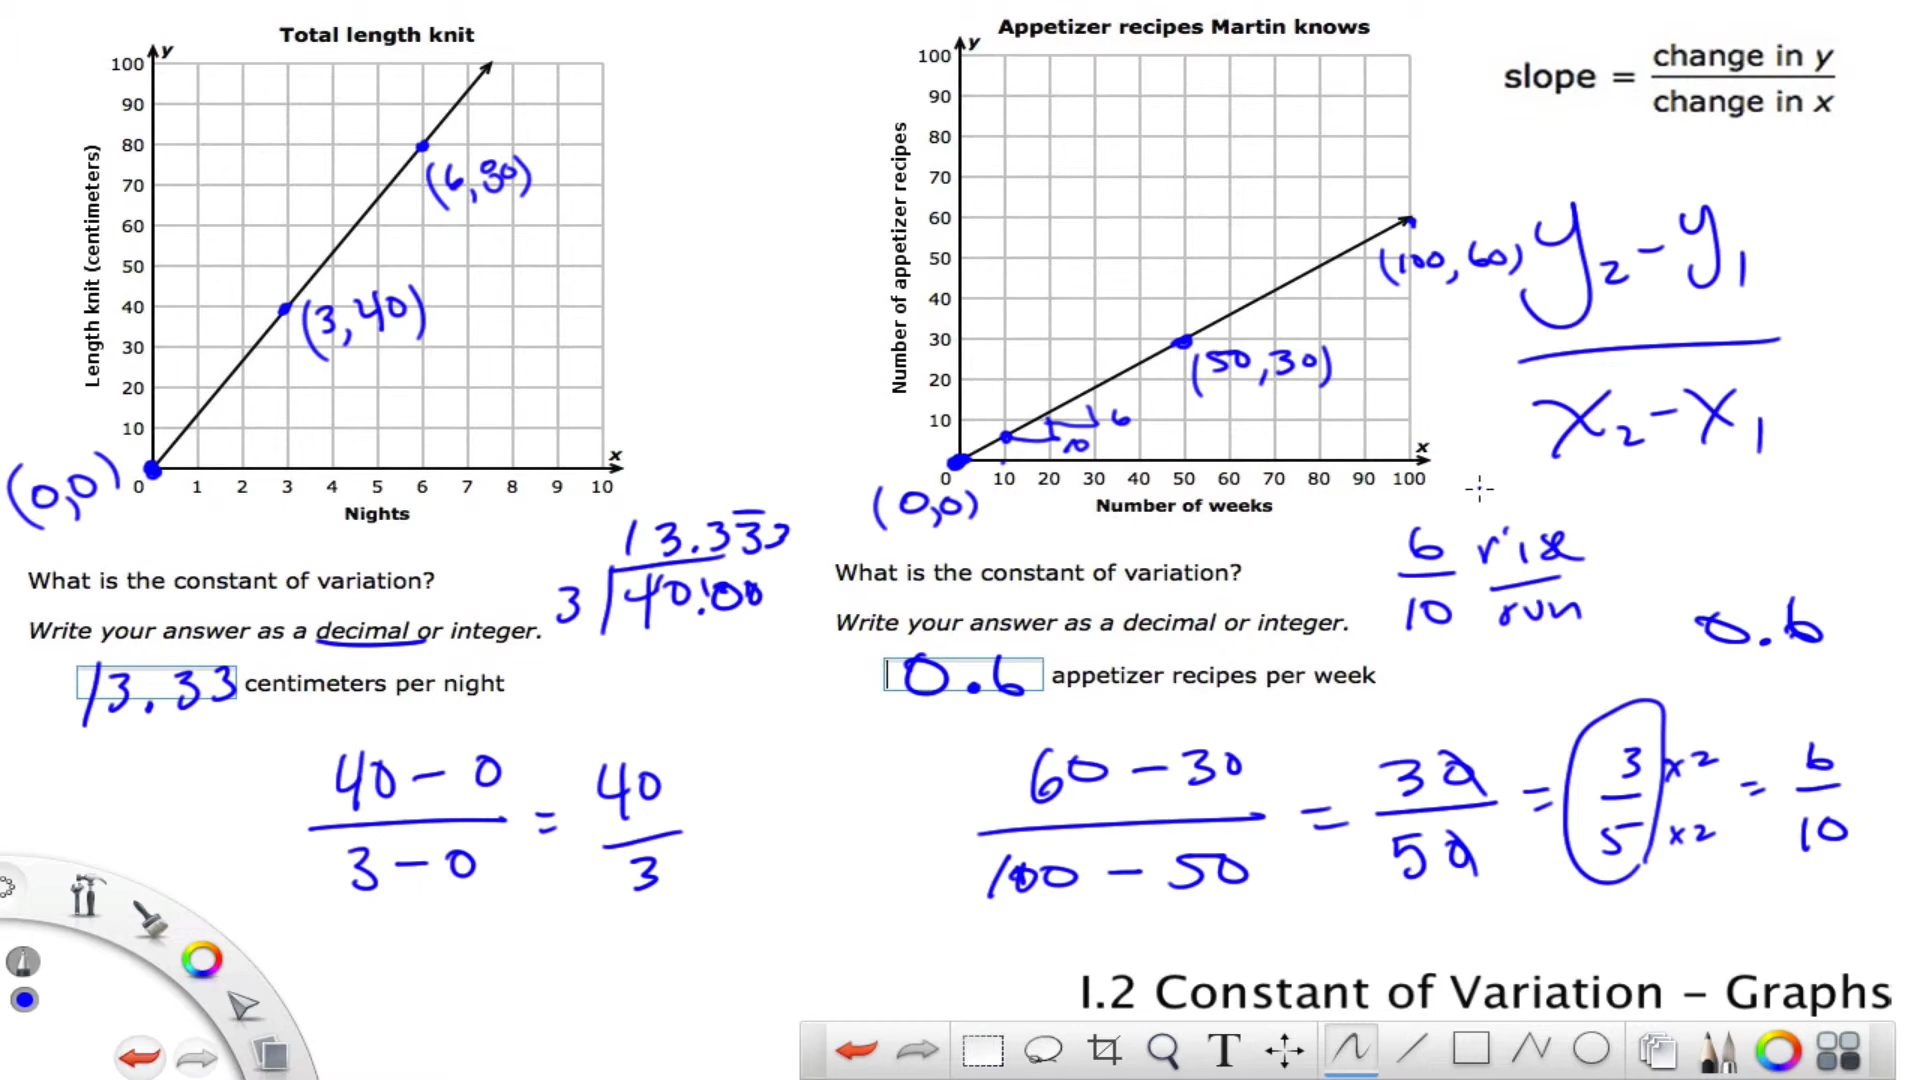 Total length knit
y
100
90
80
70
60
50
40
30
20
10
0 1 2 3 4 5 6 7 8 9 10
x
Length knit (centimeters)
Nights
(6,80)
(3,40)
(0,0)
What is the constant of variation?
Write your answer as a decimal or integer.
13.33 centimeters per night
13.333
3 40.00
40 - 0 = 40
3 - 0 3
Appetizer recipes Martin knows
y
100
90
80
70
60
50
40
30
20
10
0 10 20 30 40 50 60 70 80 90 100
x
Number of appetizer recipes
Number of weeks
(100,60)
(50,30)
6
10
(0,0)
What is the constant of variation?
Write your answer as a decimal or integer.
0.6 appetizer recipes per week
6 rise
10 run
0.6
60 - 30 = 30 = 3 x2 = 6
100 - 50 50 5 x2 10
slope = change in y
change in x
y2 - y1
x2 - x1
I.2 Constant of Variation – Graphs
T